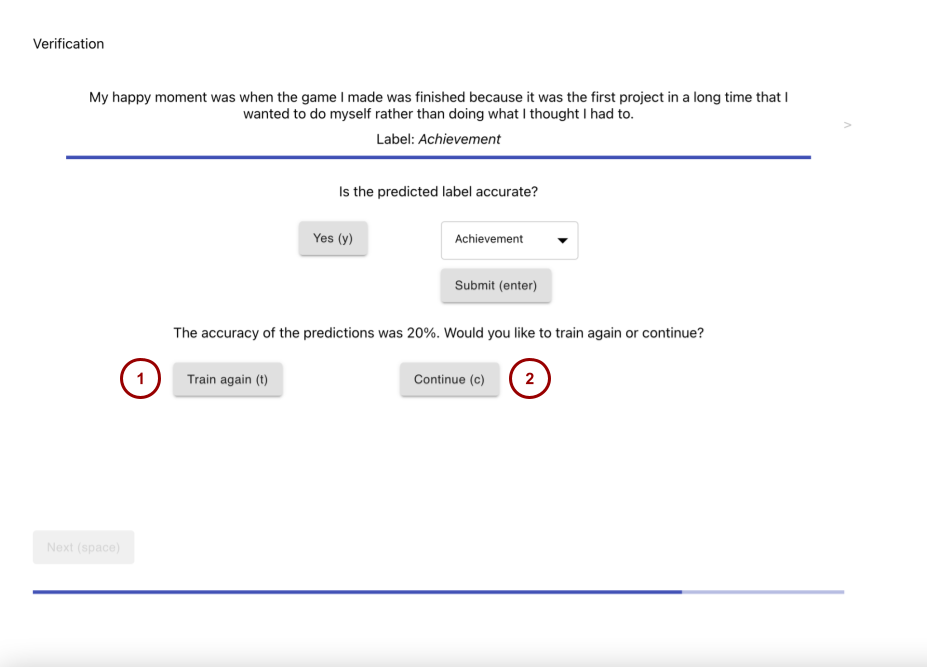 Verification
My happy moment was when the game I made was finished because it was the first project in a long time that I
wanted to do myself rather than doing what I thought I had to.
Label: Achievement
>
Is the predicted label accurate?
Yes (y)
Achievement
Submit (enter)
The accuracy of the predictions was 20%. Would you like to train again or continue?
1 Train again (t) Continue (c) 2
Next (space)